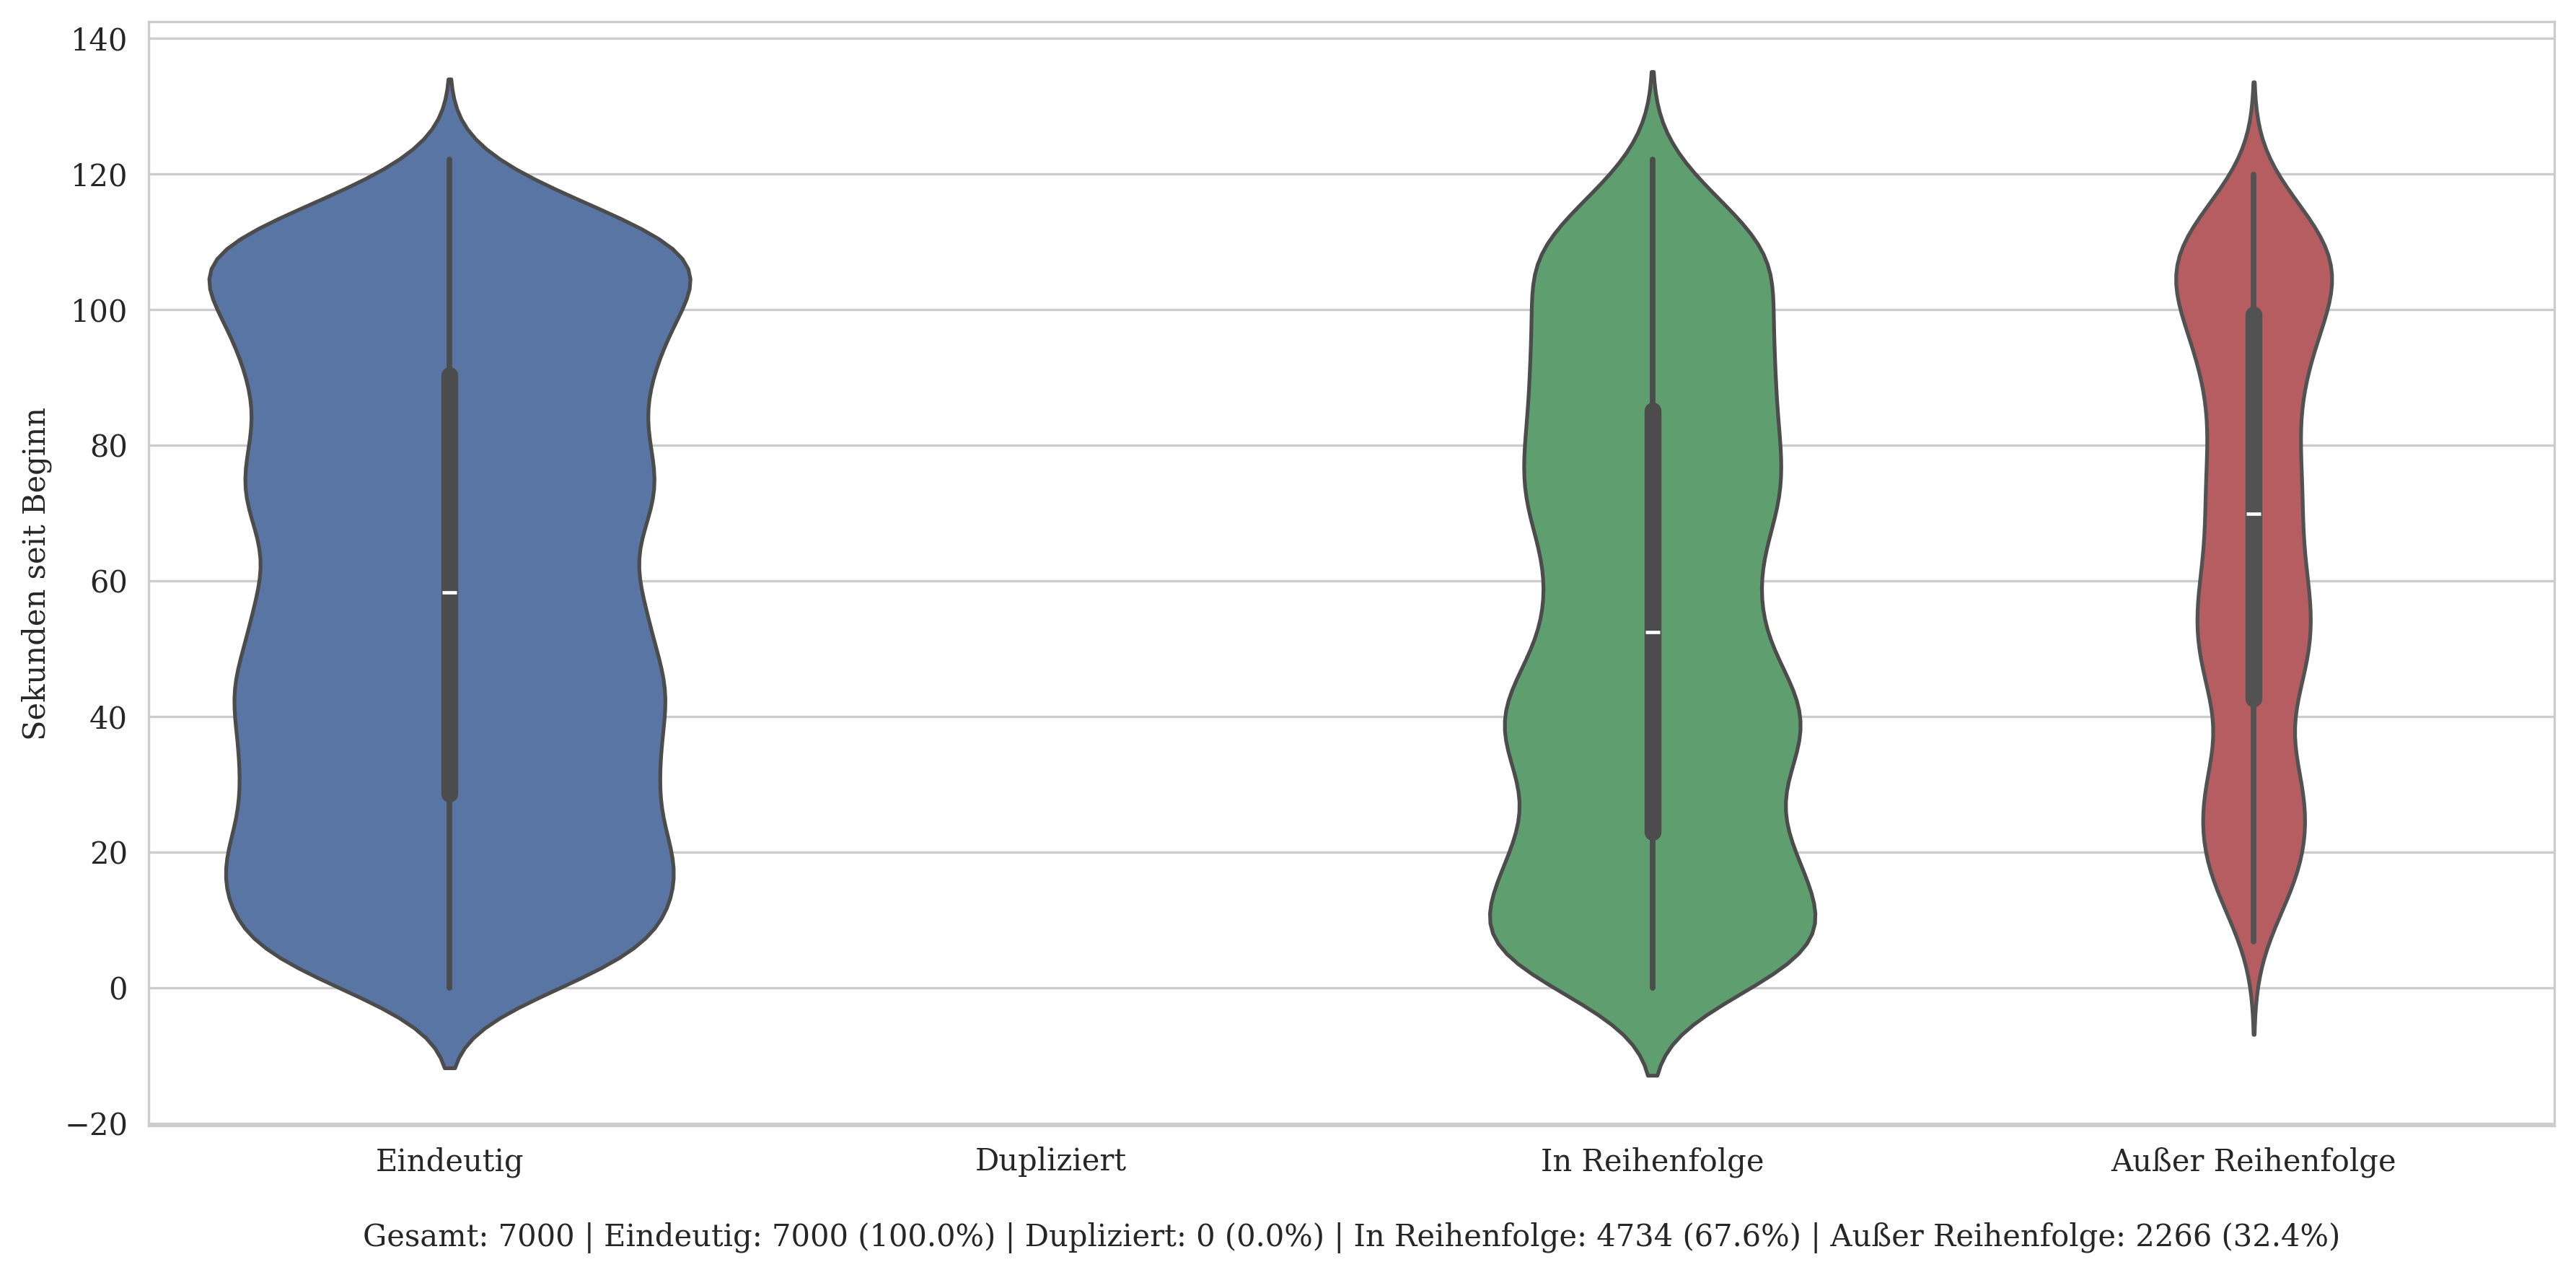 140
120
100
80
60
40
20
0
−20
Sekunden seit Beginn
Eindeutig
Dupliziert
In Reihenfolge
Außer Reihenfolge
Gesamt: 7000 | Eindeutig: 7000 (100.0%) | Dupliziert: 0 (0.0%) | In Reihenfolge: 4734 (67.6%) | Außer Reihenfolge: 2266 (32.4%)